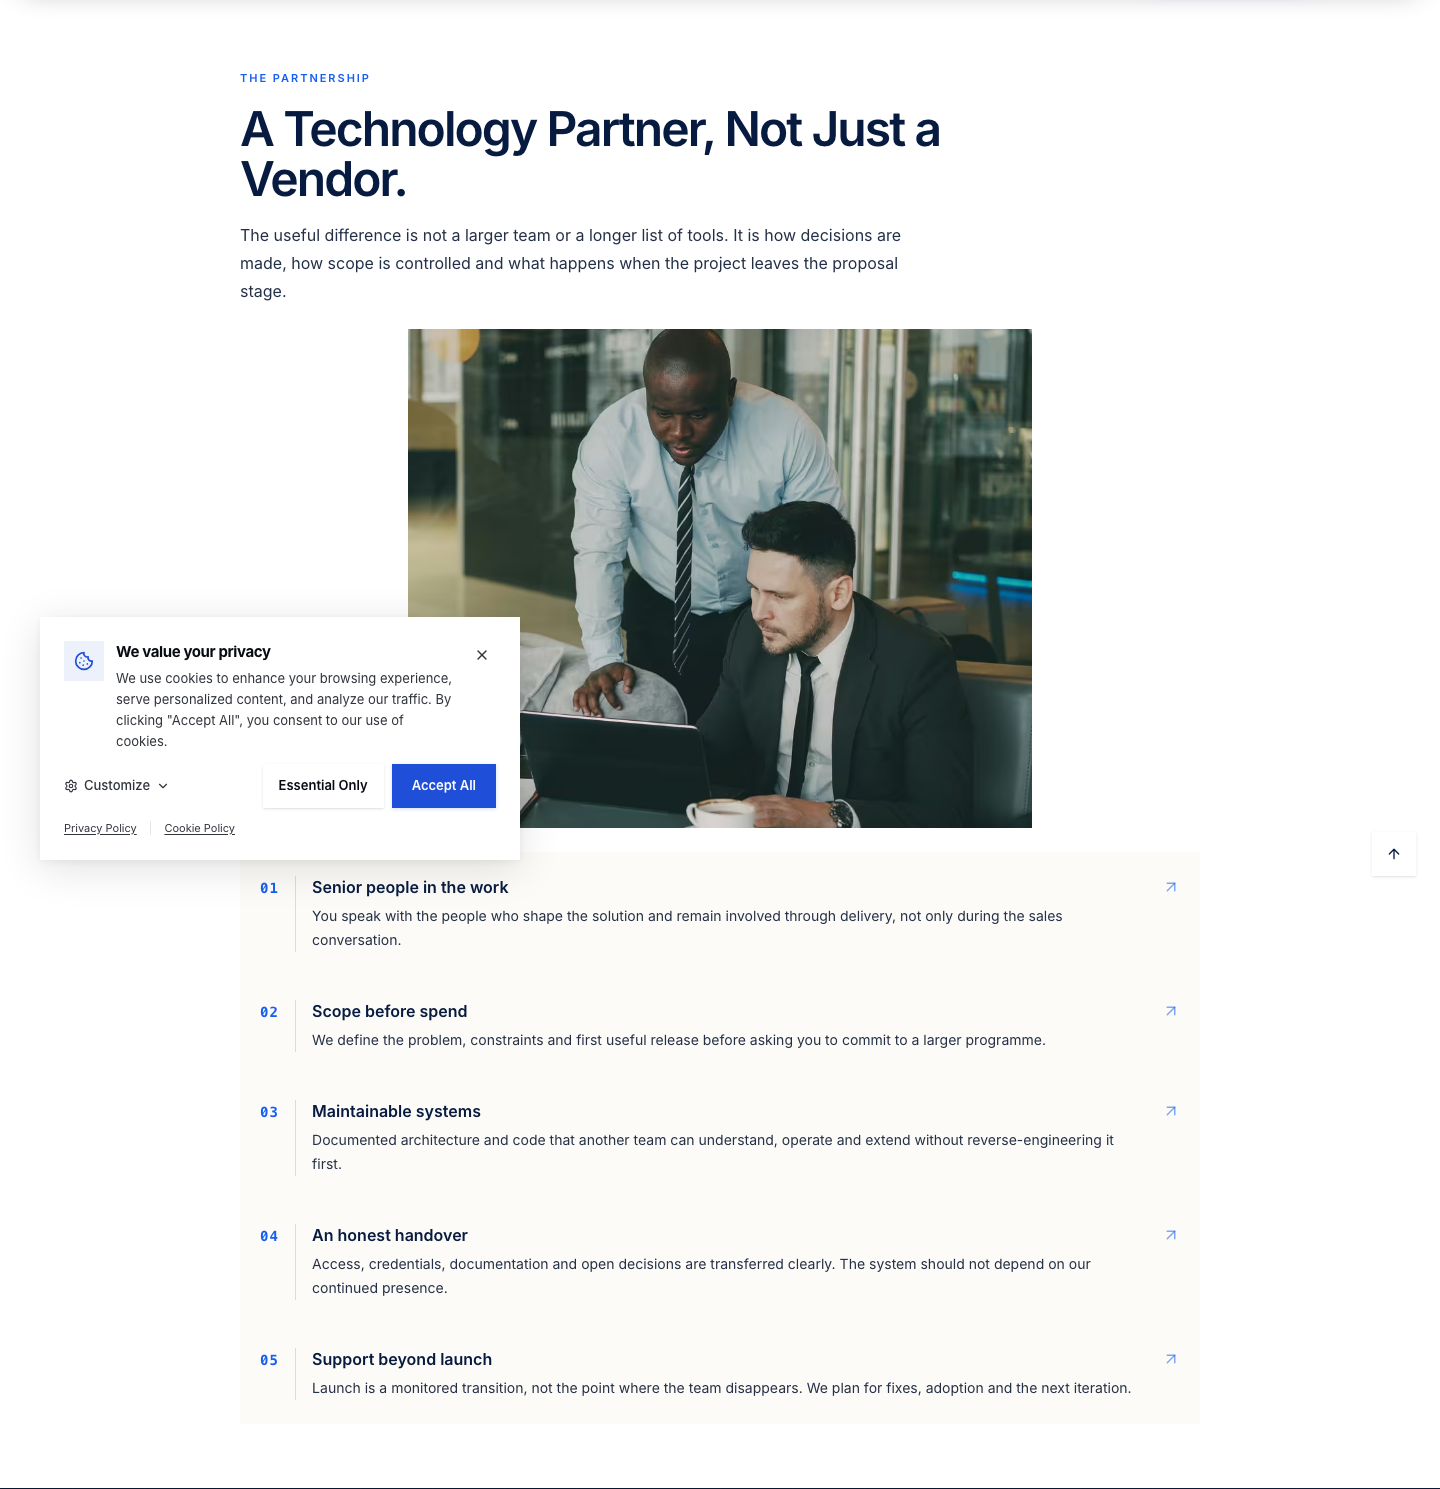 THE PARTNERSHIP
A Technology Partner, Not Just a
Vendor.
The useful difference is not a larger team or a longer list of tools. It is how decisions are
made, how scope is controlled and what happens when the project leaves the proposal
stage.
We value your privacy
We use cookies to enhance your browsing experience,
serve personalized content, and analyze our traffic. By
clicking "Accept All", you consent to our use of
cookies.
Customize
Essential Only
Accept All
Privacy Policy
Cookie Policy
01
Senior people in the work
You speak with the people who shape the solution and remain involved through delivery, not only during the sales
conversation.
02
Scope before spend
We define the problem, constraints and first useful release before asking you to commit to a larger programme.
03
Maintainable systems
Documented architecture and code that another team can understand, operate and extend without reverse-engineering it
first.
04
An honest handover
Access, credentials, documentation and open decisions are transferred clearly. The system should not depend on our
continued presence.
05
Support beyond launch
Launch is a monitored transition, not the point where the team disappears. We plan for fixes, adoption and the next iteration.